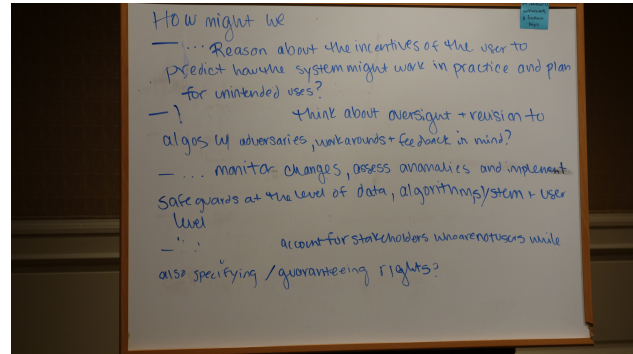 How might we
— ... Reason about the incentives of the user to
predict how the system might work in practice and plan
for unintended uses?
— think about oversight + revision to
algos w/ adversaries, workarounds + feedback in mind?
— ... monitor changes, assess anamalies and implement
safeguards at the level of data, algorithm, system + user
level
— account for stakeholders who are not users while
also specifying / guaranteeing rights?